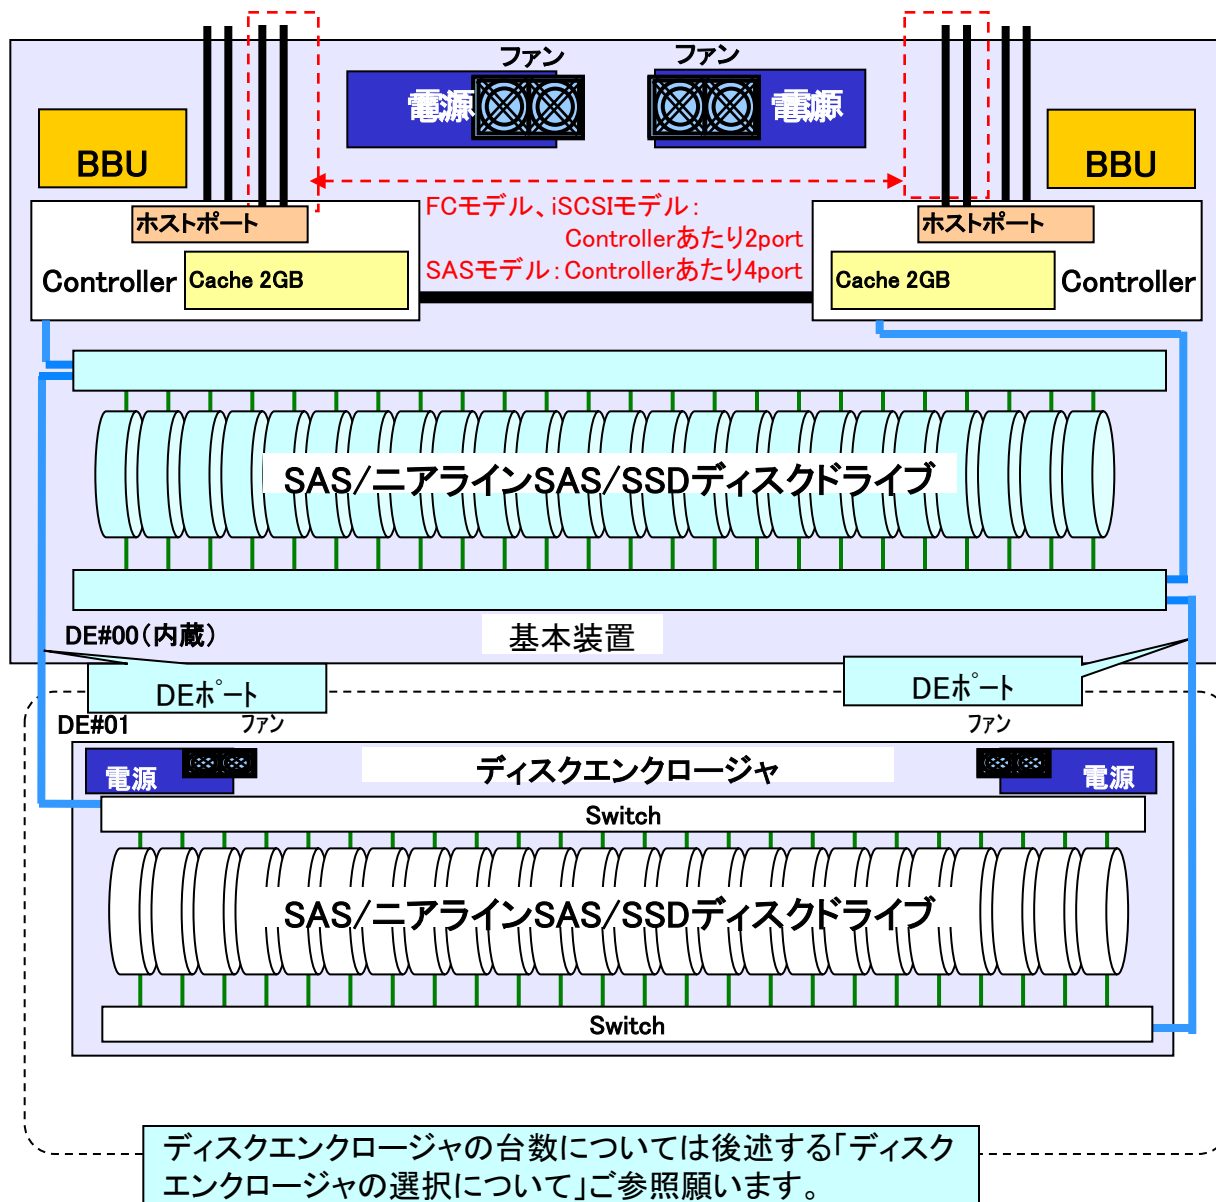 ファン
ファン
電源
電源
BBU
BBU
ホストポート
ホストポート
FCモデル、iSCSIモデル：
Controllerあたり2port
SASモデル：Controllerあたり4port
Controller
Cache 2GB
Cache 2GB
Controller
SAS/ニアラインSAS/SSDディスクドライブ
DE#00（内蔵）
基本装置
DEポート
DEポート
DE#01
ファン
ファン
電源
ディスクエンクロージャ
電源
Switch
SAS/ニアラインSAS/SSDディスクドライブ
Switch
ディスクエンクロージャの台数については後述する「ディスク
エンクロージャの選択について」ご参照願います。